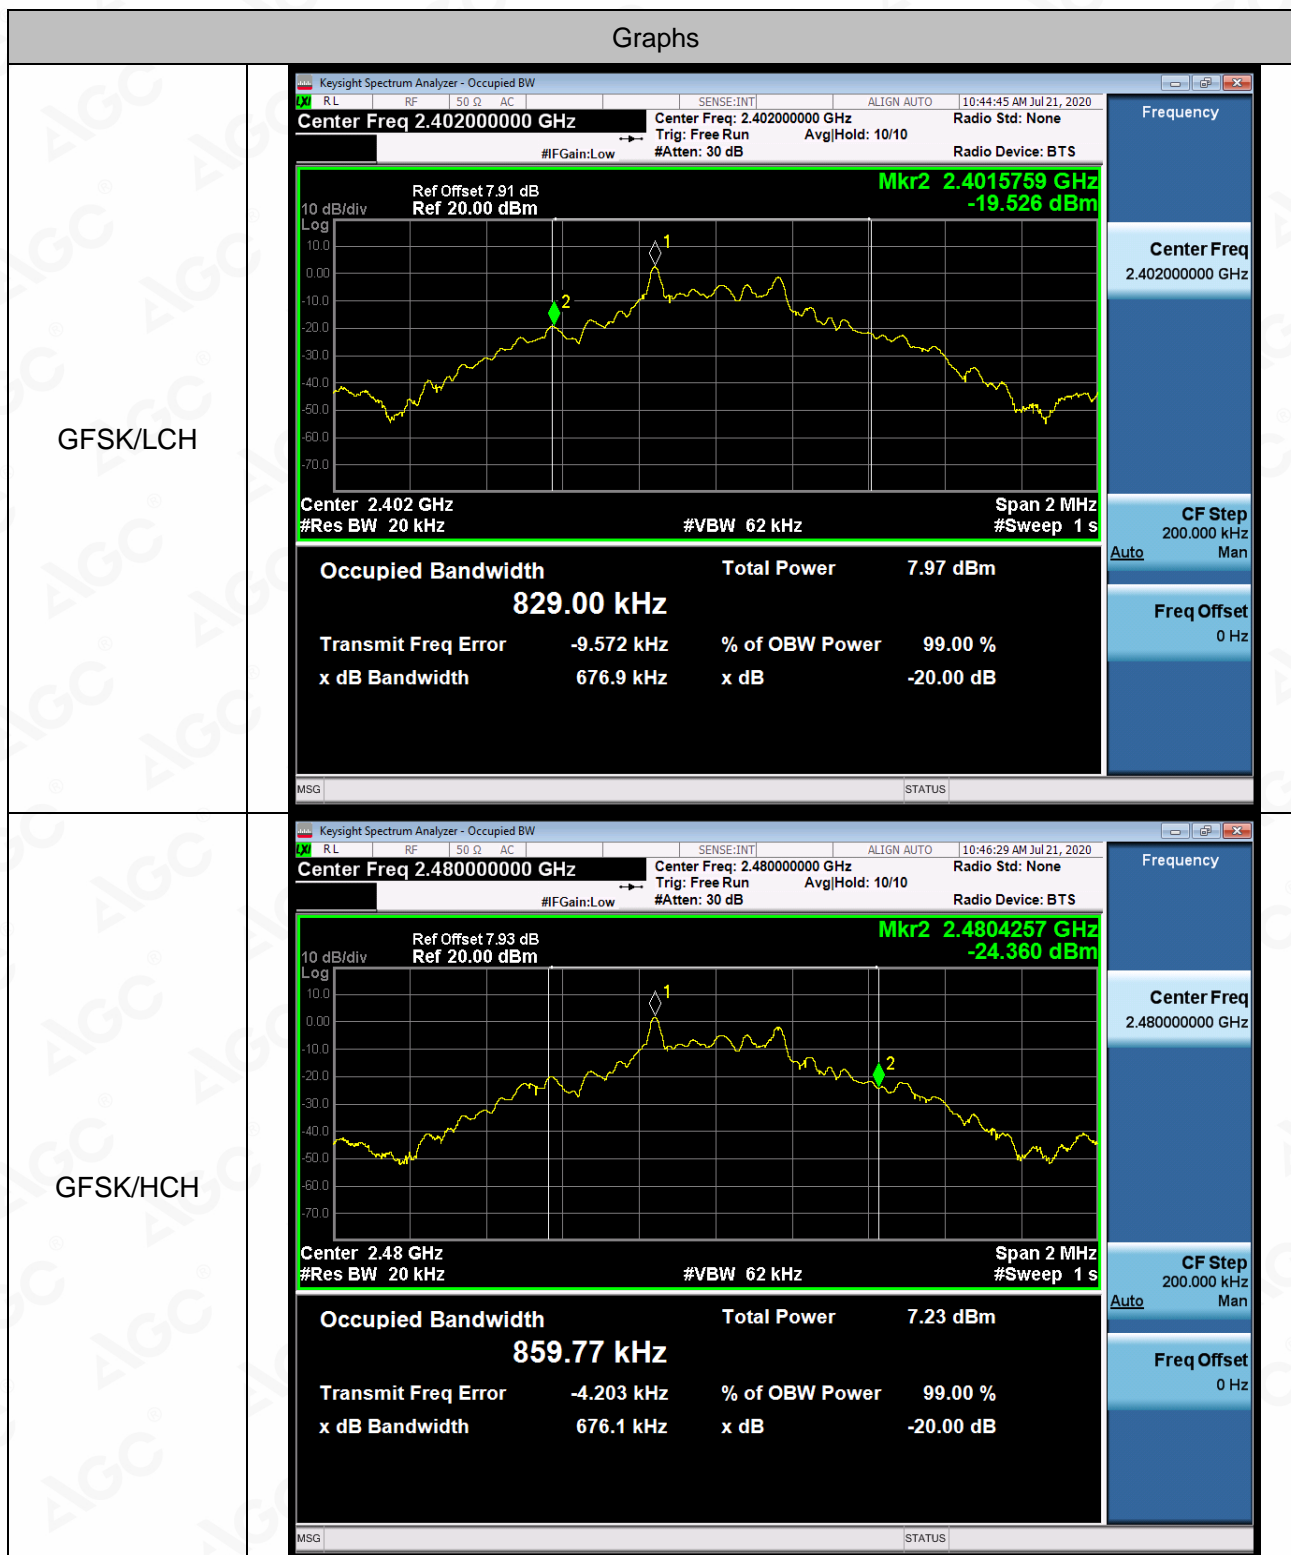 Graphs
GFSK/LCH
Keysight Spectrum Analyzer - Occupied BW
LXI RL RF 50 Ω AC SENSE:INT ALIGN AUTO 10:44:45 AM Jul 21, 2020
Center Freq 2.402000000 GHz
Center Freq: 2.402000000 GHz
Radio Std: None
Trig: Free Run Avg|Hold: 10/10
#IFGain:Low #Atten: 30 dB Radio Device: BTS
Mkr2 2.4015759 GHz
-19.526 dBm
Ref Offset 7.91 dB
10 dB/div Ref 20.00 dBm
Log
10.0
0.00
-10.0
-20.0
-30.0
-40.0
-50.0
-60.0
-70.0
1
2
Center 2.402 GHz Span 2 MHz
#Res BW 20 kHz #VBW 62 kHz #Sweep 1 s
Occupied Bandwidth Total Power 7.97 dBm
829.00 kHz
Transmit Freq Error -9.572 kHz % of OBW Power 99.00 %
x dB Bandwidth 676.9 kHz x dB -20.00 dB
MSG STATUS
Frequency
Center Freq
2.402000000 GHz
CF Step
200.000 kHz
Auto Man
Freq Offset
0 Hz
GFSK/HCH
Keysight Spectrum Analyzer - Occupied BW
LXI RL RF 50 Ω AC SENSE:INT ALIGN AUTO 10:46:29 AM Jul 21, 2020
Center Freq 2.480000000 GHz
Center Freq: 2.480000000 GHz
Radio Std: None
Trig: Free Run Avg|Hold: 10/10
#IFGain:Low #Atten: 30 dB Radio Device: BTS
Mkr2 2.4804257 GHz
-24.360 dBm
Ref Offset 7.93 dB
10 dB/div Ref 20.00 dBm
Log
10.0
0.00
-10.0
-20.0
-30.0
-40.0
-50.0
-60.0
-70.0
1
2
Center 2.48 GHz Span 2 MHz
#Res BW 20 kHz #VBW 62 kHz #Sweep 1 s
Occupied Bandwidth Total Power 7.23 dBm
859.77 kHz
Transmit Freq Error -4.203 kHz % of OBW Power 99.00 %
x dB Bandwidth 676.1 kHz x dB -20.00 dB
MSG STATUS
Frequency
Center Freq
2.480000000 GHz
CF Step
200.000 kHz
Auto Man
Freq Offset
0 Hz